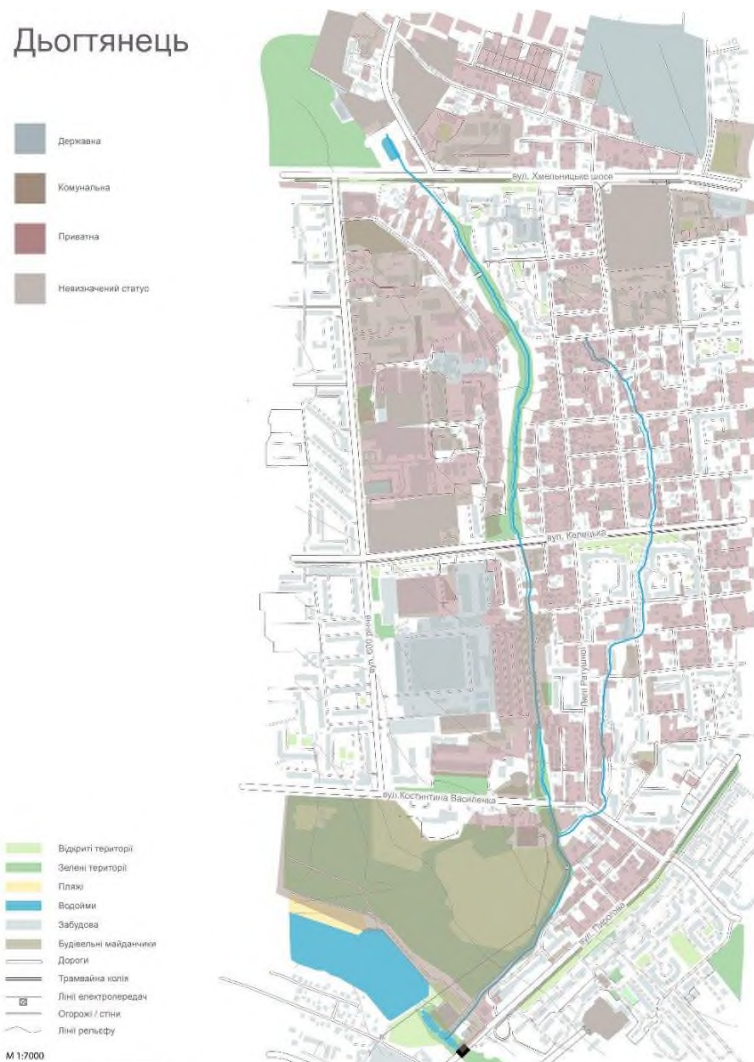 Дьогтянець
Державна
Комунальна
Приватна
Невизначений статус
вул. Хмельницьке шосе
вул. Келецька
вул. 600 річчя
Лялі Ратушної
вул.Костянтина Василенка
вул. Пирогова
Відкриті території
Зелені території
Пляжі
Водойми
Забудова
Будівельні майданчики
Дороги
Трамвайна колія
Лінії електропередач
Огорожі / стіни
Лінії рельєфу
М 1:7000